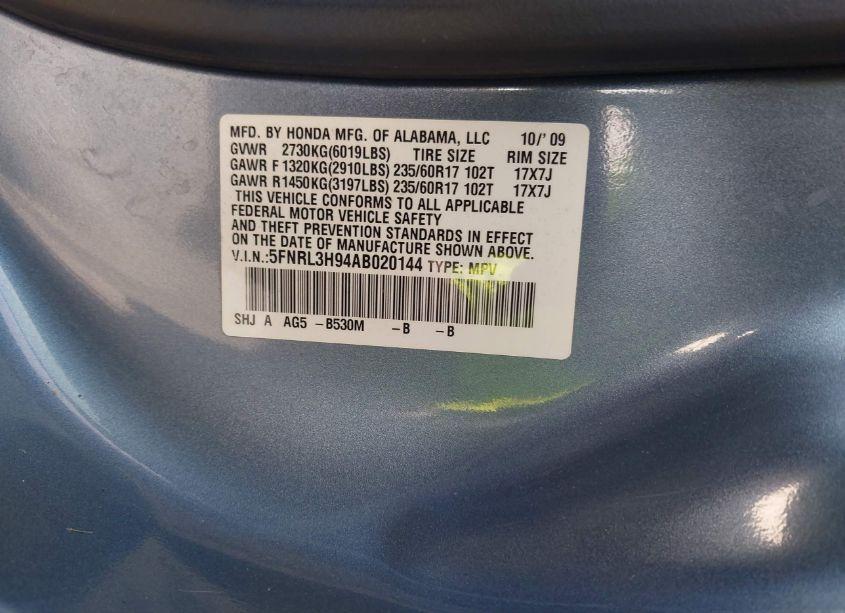 MFD. BY HONDA MFG. OF ALABAMA, LLC 10/'09
GVWR 2730KG(6019LBS) TIRE SIZE RIM SIZE
GAWR F 1320KG(2910LBS) 235/60R17 102T 17X7J
GAWR R1450KG(3197LBS) 235/60R17 102T 17X7J
THIS VEHICLE CONFORMS TO ALL APPLICABLE
FEDERAL MOTOR VEHICLE SAFETY
AND THEFT PREVENTION STANDARDS IN EFFECT
ON THE DATE OF MANUFACTURE SHOWN ABOVE.
V.I.N.:5FNRL3H94AB020144 TYPE: MPV
SHJ A AG5 -B530M -B -B